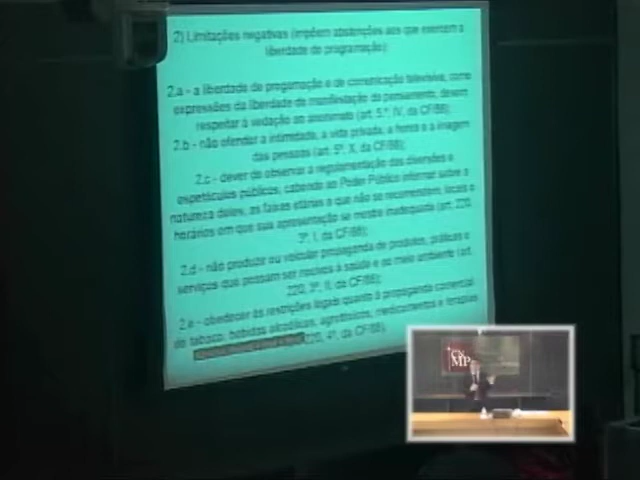 2) Limitações negativas (impõem abstenções aos que exercem a
liberdade de programação)
2.a - a liberdade de progamação e de comunicação televisiva, como
expressões da liberdade de manifestação do pensamento, devem
respeitar à vedação ao anonimato (art. 5.º, IV, da CF/88);
2.b - não ofender a intimidade, a vida privada, a honra e a imagem
das pessoas (art. 5º, X, da CF/88);
2.c - dever de observar a regulamentação das diversões e
espetáculos públicos, cabendo ao Poder Público informar sobre a
natureza deles, as faixas etárias a que não se recomendem, locais e
horários em que sua apresentação se mostre inadequada (art. 220,
3º, I, da CF/88);
2.d - não produzir ou veicular propaganda de produtos, práticas e
serviços que possam ser nocivos à saúde e ao meio ambiente (art.
220, 3º, II, da CF/88);
2.e - obedecer às restrições legais quanto à propaganda comercial
de tabaco, bebidas alcoólicas, agrotóxicos, medicamentos e terapias
220, 4º, da CF/88).
MP